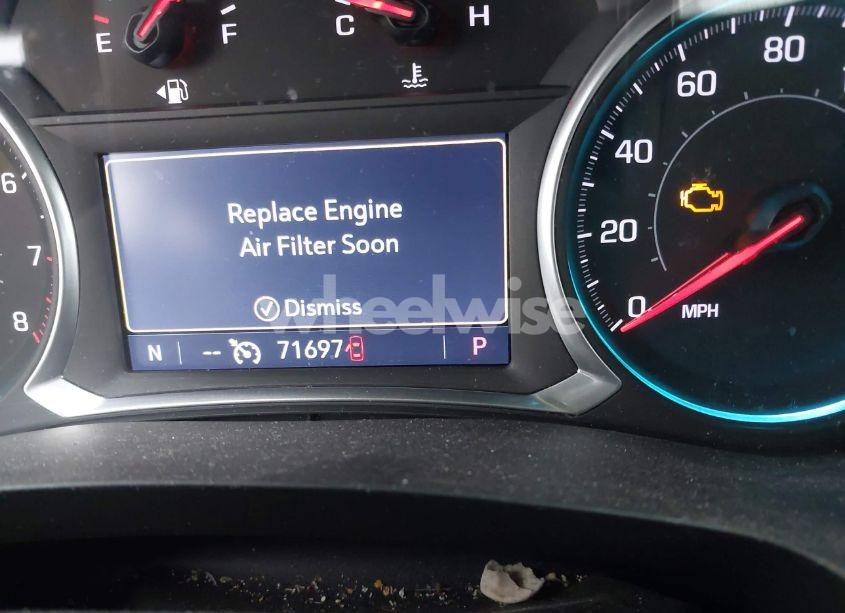 E F
C H
Replace Engine
Air Filter Soon
Dismiss
N -- 71697 P
6
7
8
0
20
40
60
80
MPH
wheelwise